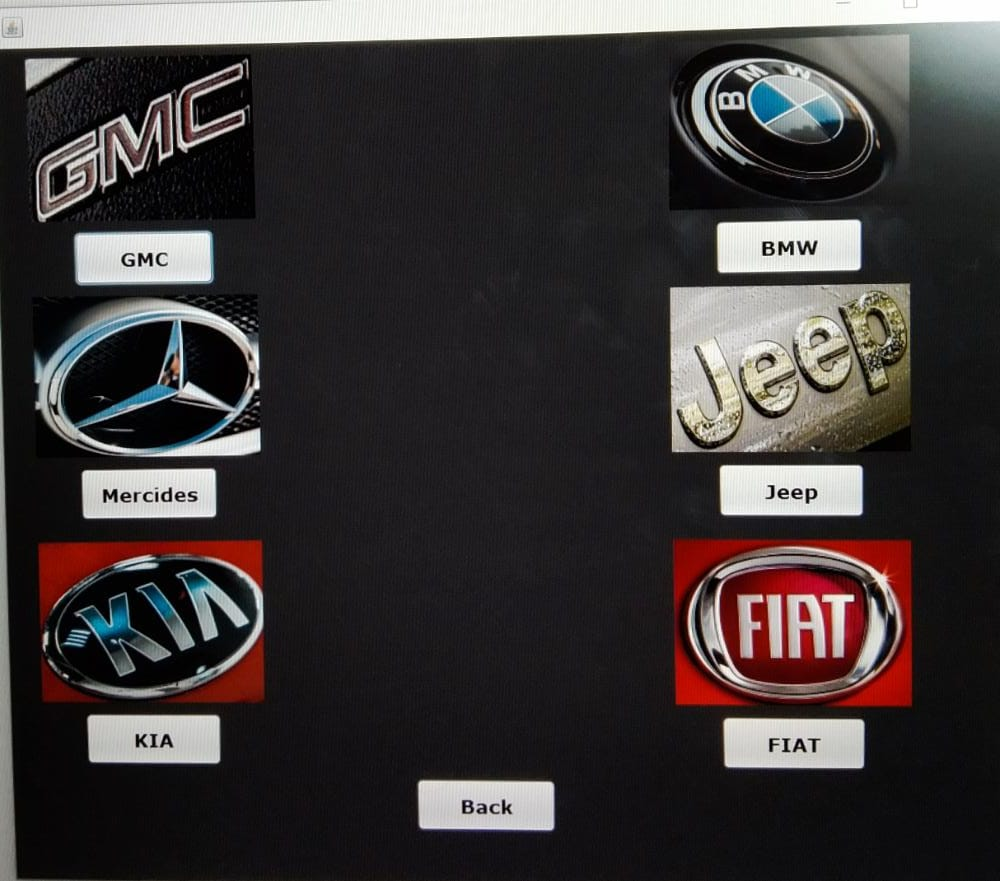 GMC
BMW
GMC
BMW
Jeep
Mercides
Jeep
KIA
FIAT
KIA
FIAT
Back